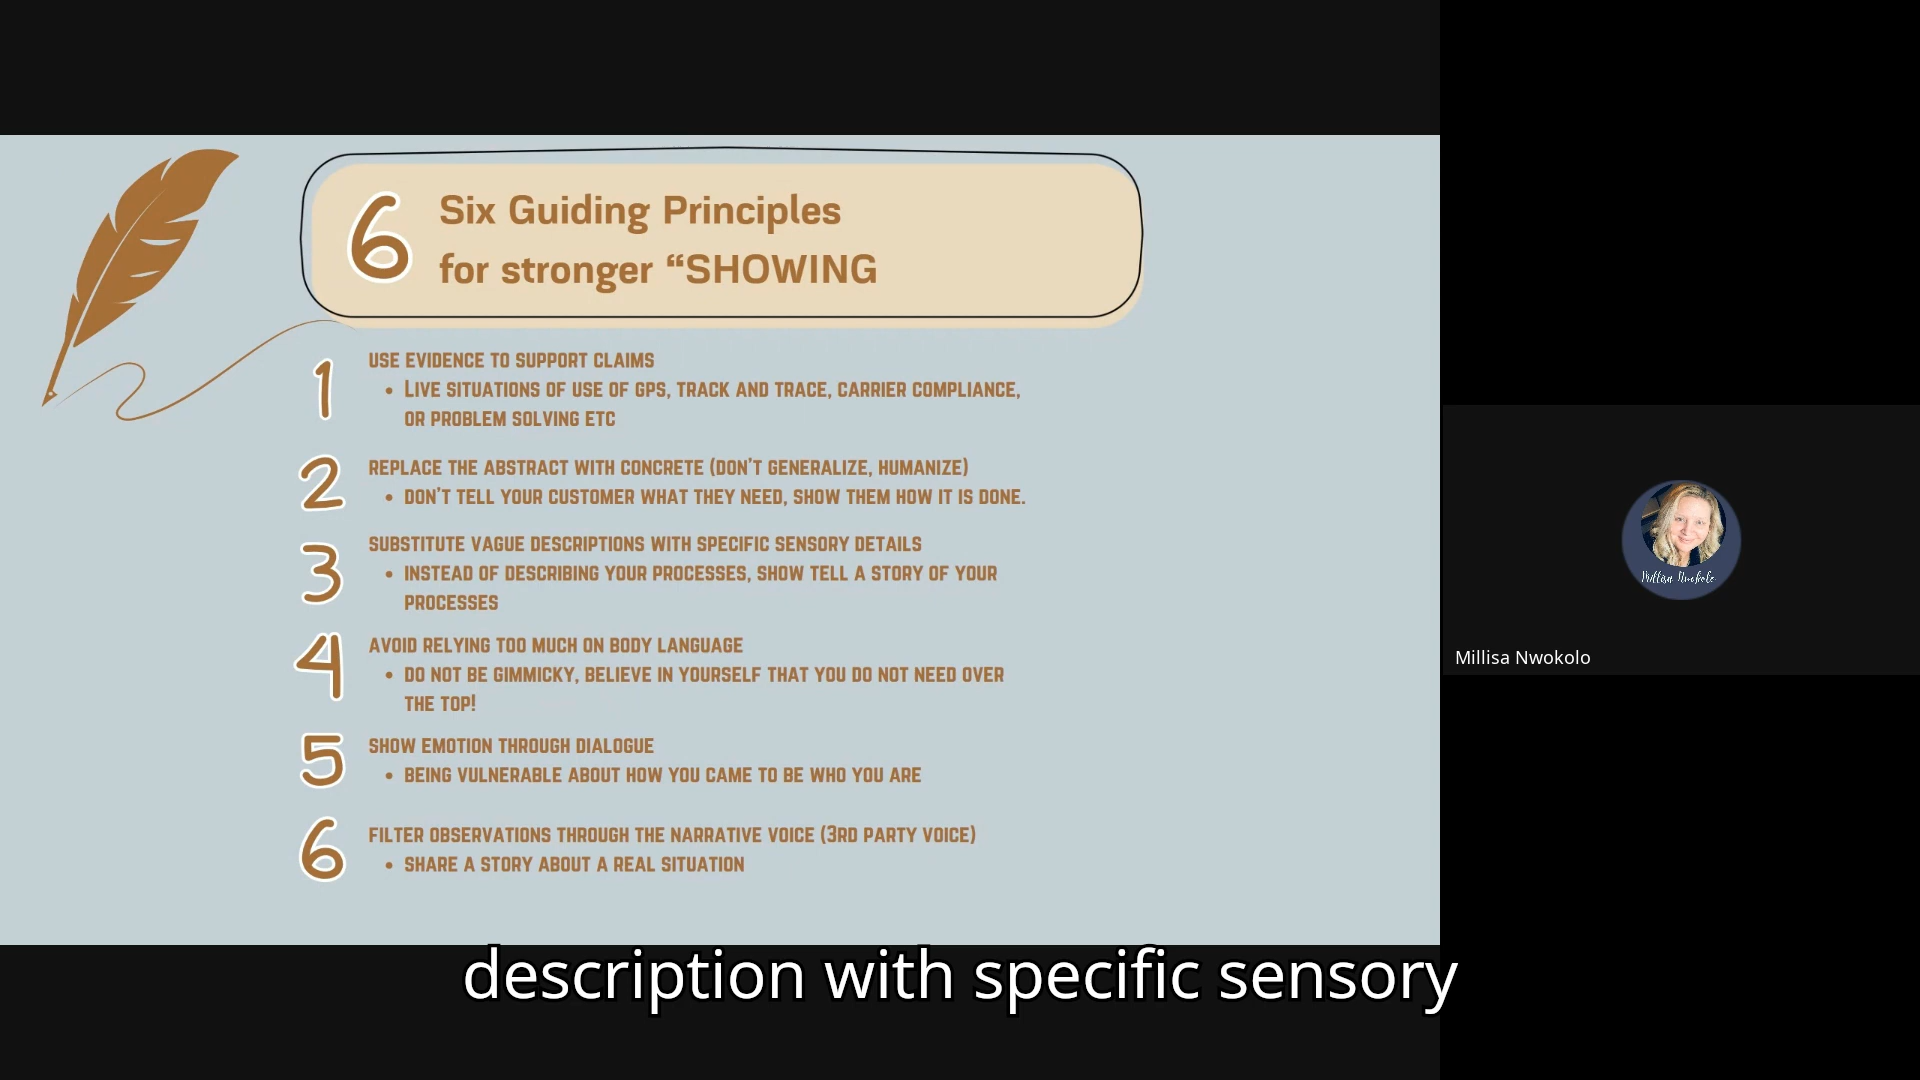 6
Six Guiding Principles
for stronger “SHOWING
1
USE EVIDENCE TO SUPPORT CLAIMS
• LIVE SITUATIONS OF USE OF GPS, TRACK AND TRACE, CARRIER COMPLIANCE,
OR PROBLEM SOLVING ETC
2
REPLACE THE ABSTRACT WITH CONCRETE (DON'T GENERALIZE, HUMANIZE)
• DON'T TELL YOUR CUSTOMER WHAT THEY NEED, SHOW THEM HOW IT IS DONE.
3
SUBSTITUTE VAGUE DESCRIPTIONS WITH SPECIFIC SENSORY DETAILS
• INSTEAD OF DESCRIBING YOUR PROCESSES, SHOW TELL A STORY OF YOUR
PROCESSES
4
AVOID RELYING TOO MUCH ON BODY LANGUAGE
• DO NOT BE GIMMICKY, BELIEVE IN YOURSELF THAT YOU DO NOT NEED OVER
THE TOP!
5
SHOW EMOTION THROUGH DIALOGUE
• BEING VULNERABLE ABOUT HOW YOU CAME TO BE WHO YOU ARE
6
FILTER OBSERVATIONS THROUGH THE NARRATIVE VOICE (3RD PARTY VOICE)
• SHARE A STORY ABOUT A REAL SITUATION
Millisa Nwokolo
Millisa Nwokolo
description with specific sensory